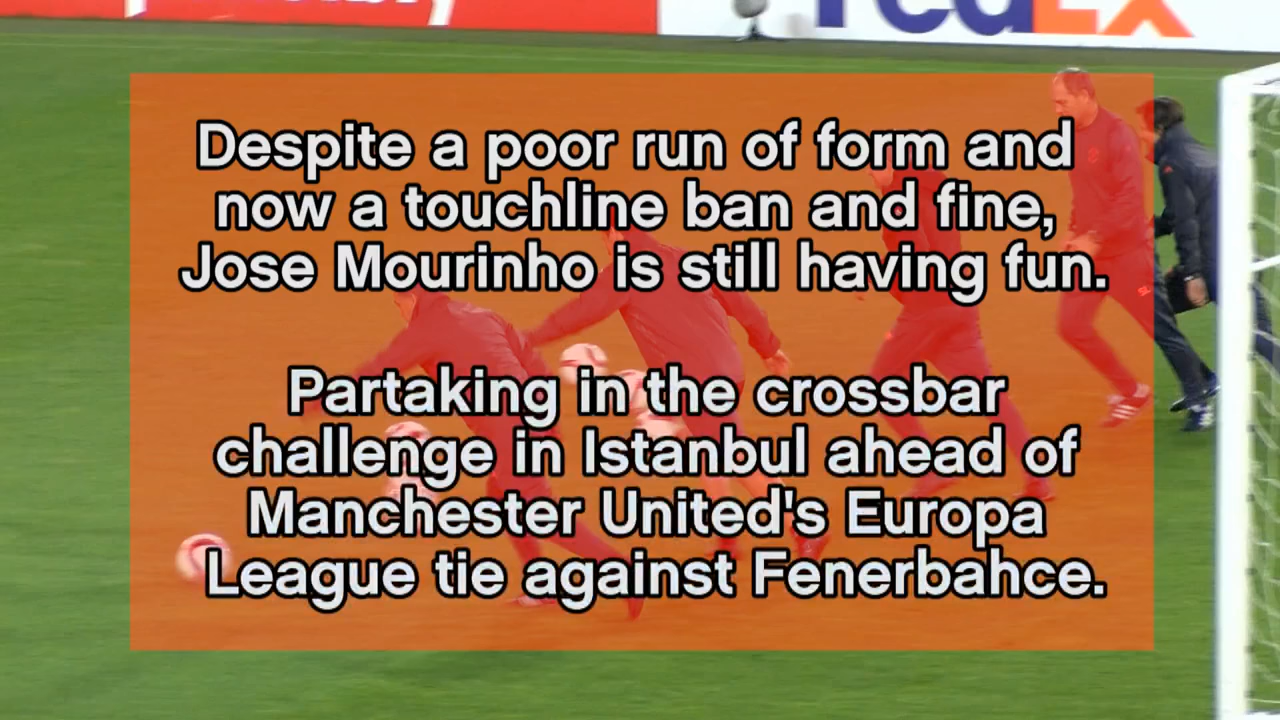 FedEx
Despite a poor run of form and
now a touchline ban and fine,
Jose Mourinho is still having fun.
Partaking in the crossbar
challenge in Istanbul ahead of
Manchester United's Europa
League tie against Fenerbahce.